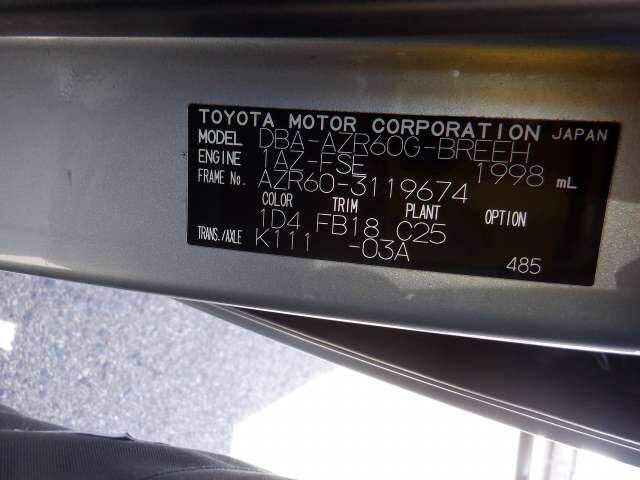 TOYOTA MOTOR CORPORATION JAPAN
MODEL DBA-AZR60G-BREEH
ENGINE 1AZ-FSE 1998 mL
FRAME No. AZR60-3119674
COLOR TRIM PLANT OPTION
1D4 FB18 C25
TRANS./AXLE K111 -03A
485